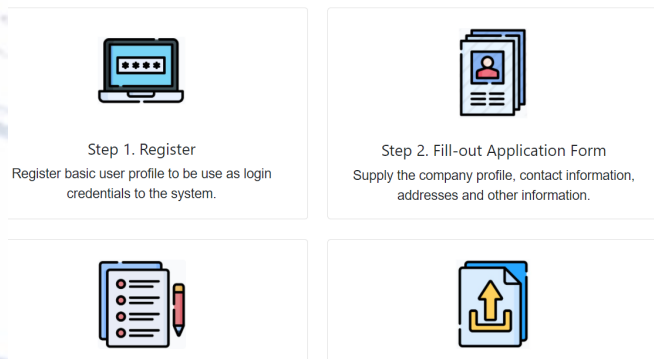 ****
Step 1. Register
Register basic user profile to be use as login
credentials to the system.
Step 2. Fill-out Application Form
Supply the company profile, contact information,
addresses and other information.